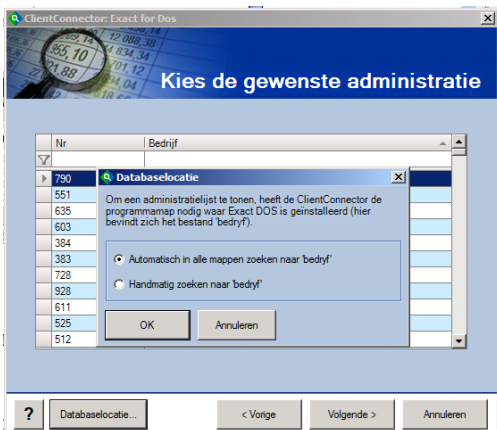 ClientConnector: Exact for Dos
Kies de gewenste administratie
Nr Bedrijf
790
551
635
603
384
383
728
928
611
525
512
Databaselocatie
Om een administratielijst te tonen, heeft de ClientConnector de
programmamap nodig waar Exact DOS is geïnstalleerd (hier
bevindt zich het bestand 'bedryf').
Automatisch in alle mappen zoeken naar 'bedryf'
Handmatig zoeken naar 'bedryf'
OK Annuleren
? Databaselocatie... < Vorige Volgende > Annuleren